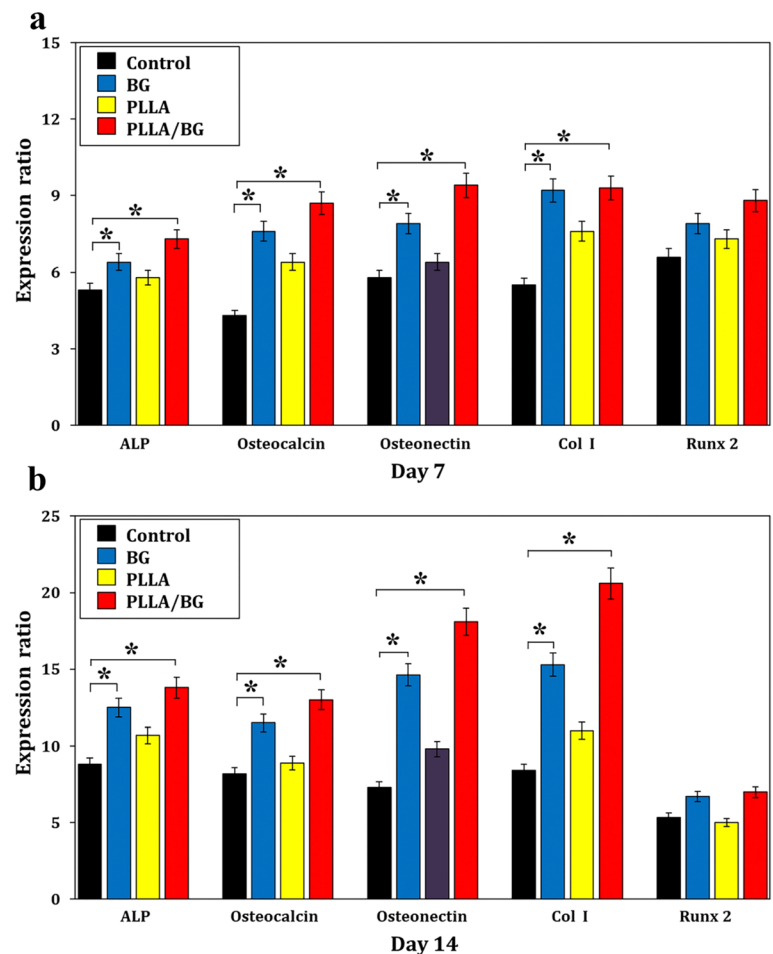 a
15
12
9
6
3
0
Expression ratio
Control
BG
PLLA
PLLA/BG
* * * * * * * *
ALP Osteocalcin Osteonectin Col I Runx 2
Day 7
b
25
20
15
10
5
0
Expression ratio
Control
BG
PLLA
PLLA/BG
* * * * * * * *
ALP Osteocalcin Osteonectin Col I Runx 2
Day 14